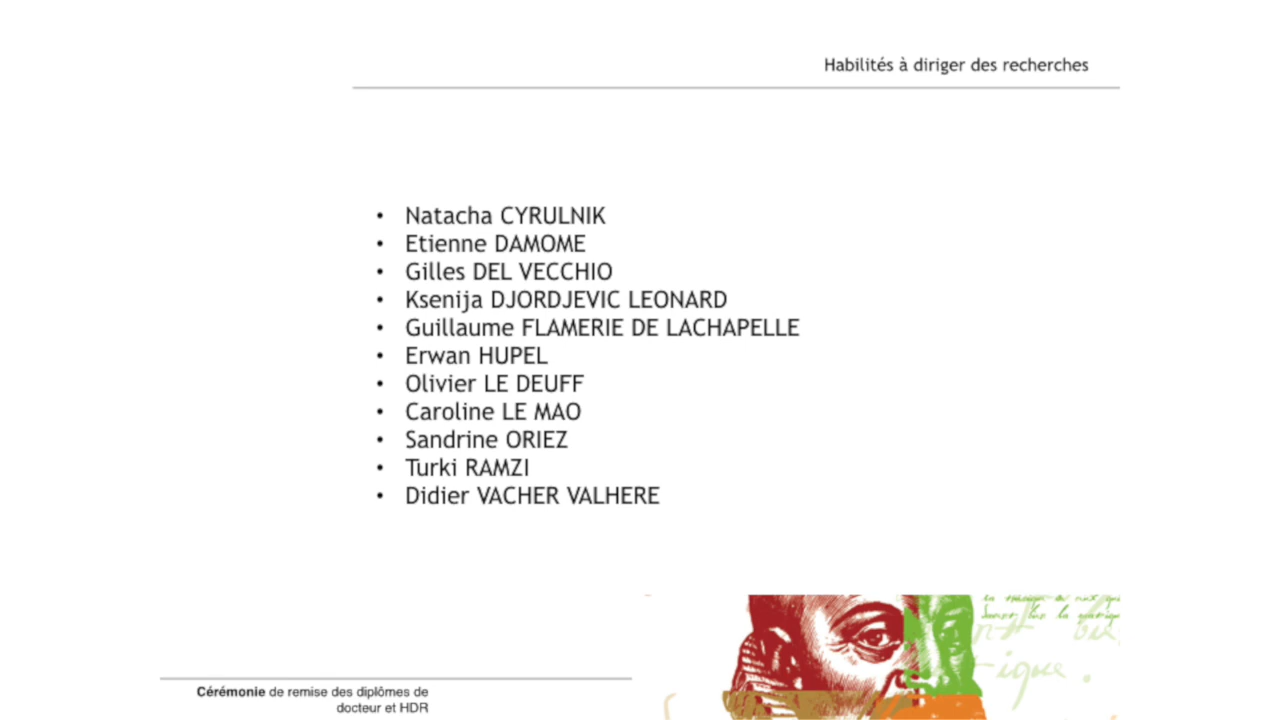 Habilités à diriger des recherches
• Natacha CYRULNIK
• Etienne DAMOME
• Gilles DEL VECCHIO
• Ksenija DJORDJEVIC LEONARD
• Guillaume FLAMERIE DE LACHAPELLE
• Erwan HUPEL
• Olivier LE DEUFF
• Caroline LE MAO
• Sandrine ORIEZ
• Turki RAMZI
• Didier VACHER VALHERE
Cérémonie de remise des diplômes de
docteur et HDR